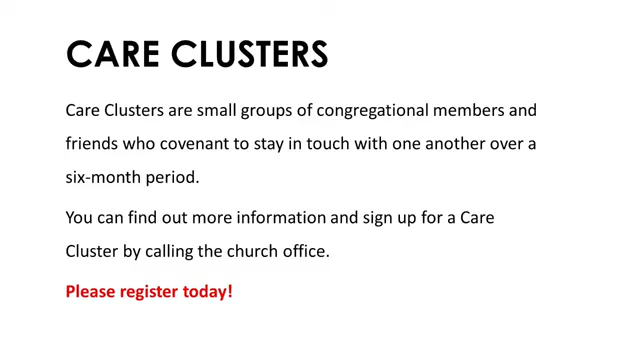 CARE CLUSTERS
Care Clusters are small groups of congregational members and
friends who covenant to stay in touch with one another over a
six-month period.
You can find out more information and sign up for a Care
Cluster by calling the church office.
Please register today!